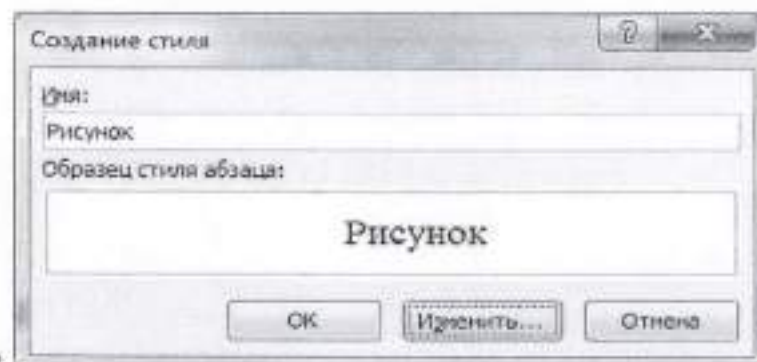 Создание стиля
Имя:
Рисунок
Образец стиля абзаца:
Рисунок
ОК Изменить... Отмена